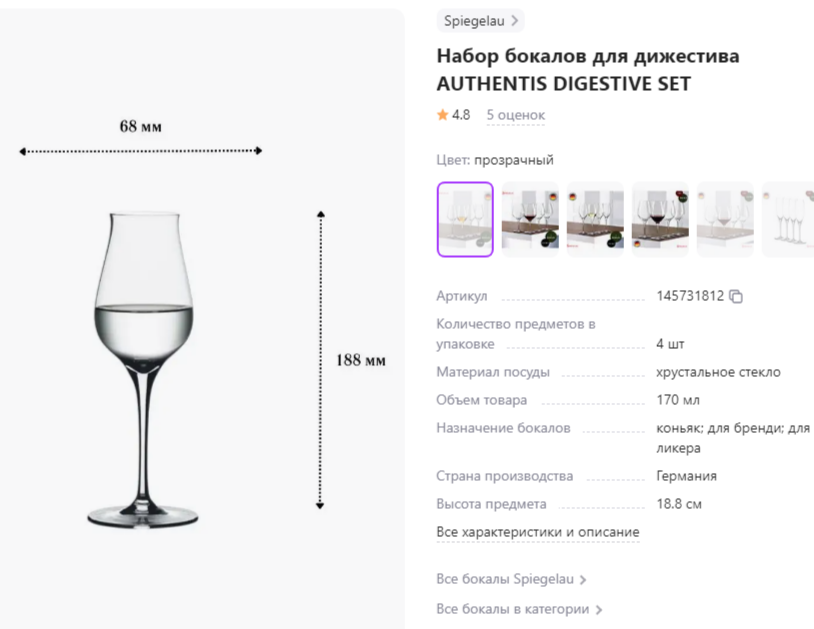 68 мм
188 мм
Spiegelau
Набор бокалов для дижестива
AUTHENTIS DIGESTIVE SET
4.8 5 оценок
Цвет: прозрачный
Артикул 145731812
Количество предметов в
упаковке 4 шт
Материал посуды хрустальное стекло
Объем товара 170 мл
Назначение бокалов коньяк; для бренди; для
ликера
Страна производства Германия
Высота предмета 18.8 см
Все характеристики и описание
Все бокалы Spiegelau
Все бокалы в категории